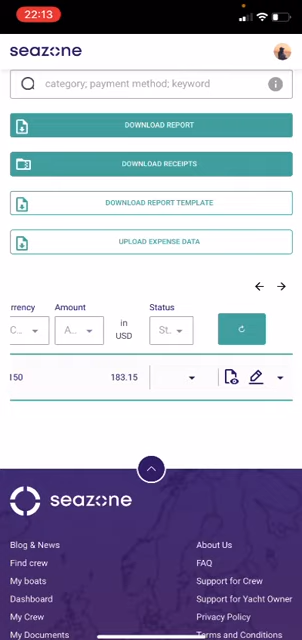 22:13
seazone
category; payment method; keyword
DOWNLOAD REPORT
DOWNLOAD RECEIPTS
DOWNLOAD REPORT TEMPLATE
UPLOAD EXPENSE DATA
rrency Amount Status
C... A... in USD St...
150 183.15
seazone
Blog & News About Us
Find crew FAQ
My boats Support for Crew
Dashboard Support for Yacht Owner
My Crew Privacy Policy
My Documents Terms and Conditions